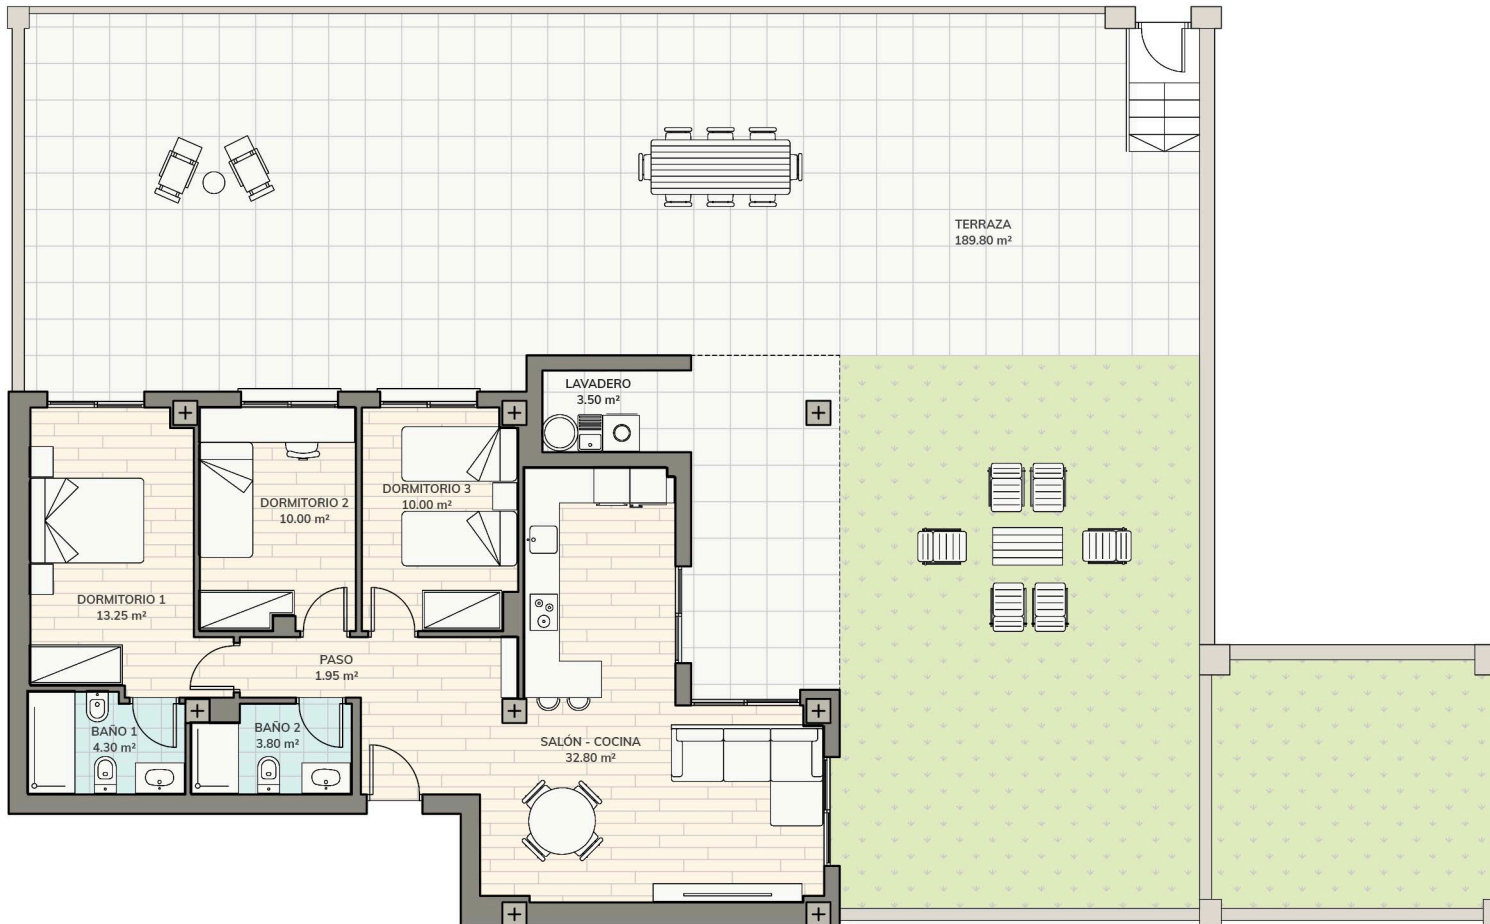 TERRAZA
189.80 m²
LAVADERO
3.50 m²
DORMITORIO 3
10.00 m²
DORMITORIO 2
10.00 m²
DORMITORIO 1
13.25 m²
PASO
1.95 m²
BAÑO 1
4.30 m²
BAÑO 2
3.80 m²
SALÓN - COCINA
32.80 m²